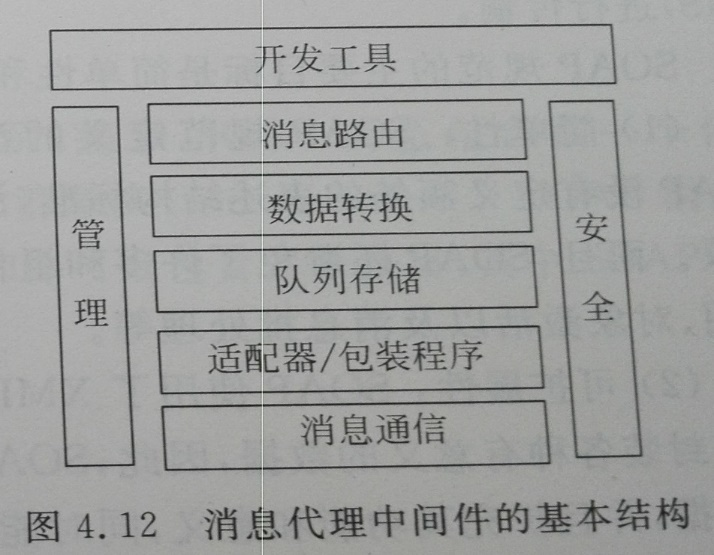 开发工具
管理
消息路由
数据转换
队列存储
适配器/包装程序
消息通信
安全
图 4.12 消息代理中间件的基本结构